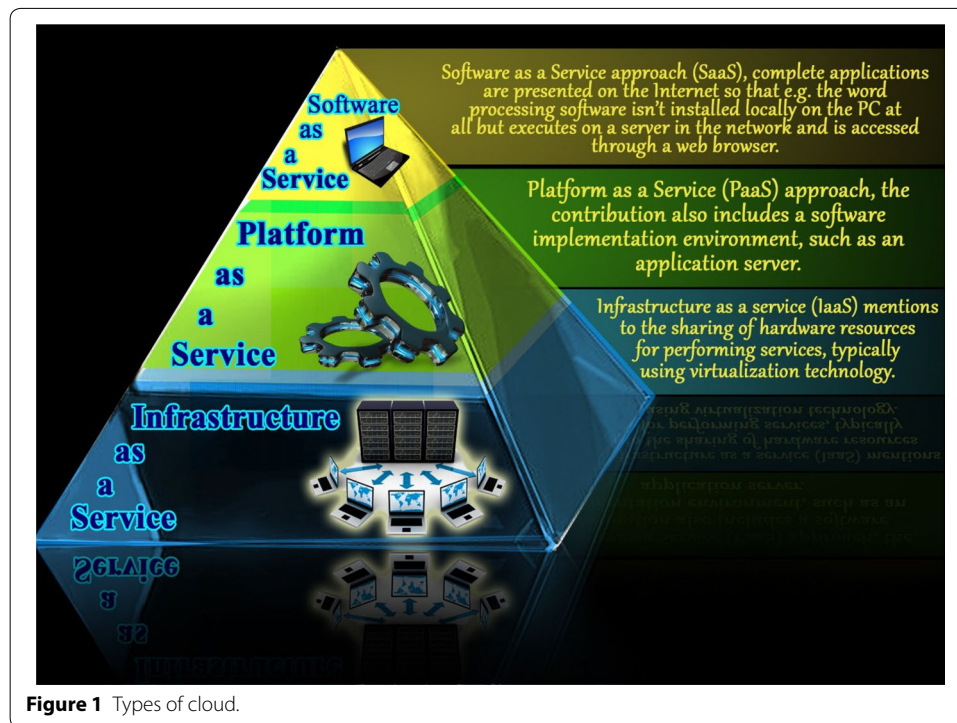 Software
as
a
Service
Software as a Service approach (SaaS), complete applications
are presented on the Internet so that e.g. the word
processing software isn't installed locally on the PC at
all but executes on a server in the network and is accessed
through a web browser.
Platform
as
a
Service
Platform as a Service (PaaS) approach, the
contribution also includes a software
implementation environment, such as an
application server.
Infrastructure
as
a
Service
Infrastructure as a service (IaaS) mentions
to the sharing of hardware resources
for performing services, typically
using virtualization technology.
Figure 1 Types of cloud.